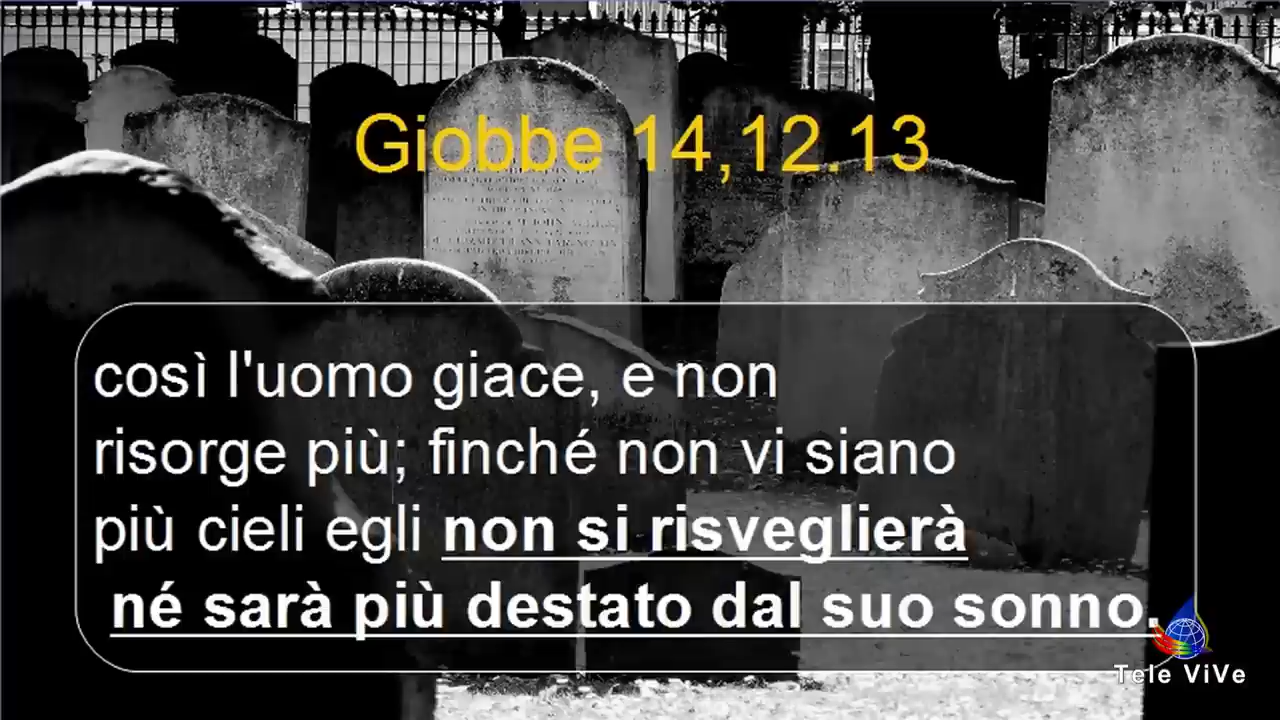 Giobbe 14,12.13
così l'uomo giace, e non
risorge più; finché non vi siano
più cieli egli non si risveglierà
né sarà più destato dal suo sonno.
Tele ViVe